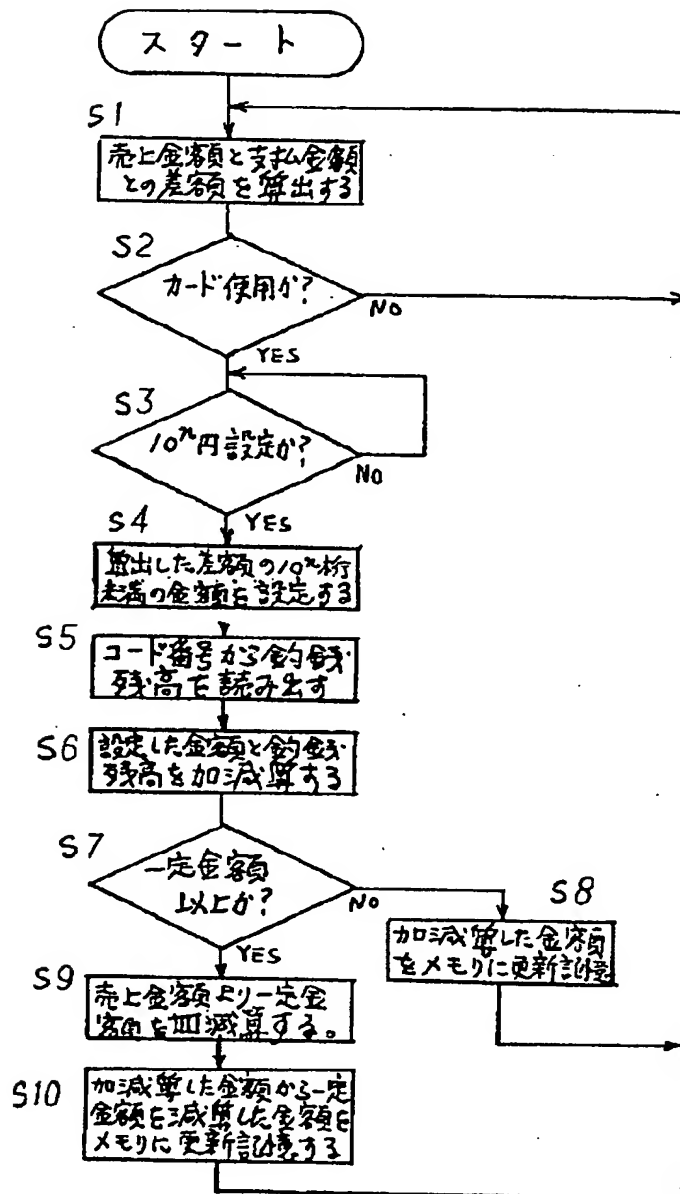 スタート
S1
売上金額と支払金額
との差額を算出する
S2
カード使用か?
NO
YES
S3
10ⁿ円設定か?
NO
YES
S4
算出した差額の10ⁿ桁
未満の金額を設定する
S5
コード番号から釣銭
残高を読み出す
S6
設定した金額と釣銭
残高を加減算する
S7
一定金額
以上か?
NO
YES
S8
加減算した金額
をメモリに更新記憶
S9
売上金額より一定金
額を加減算する。
S10
加減算した金額から一定
金額を減算した金額を
メモリに更新記憶する